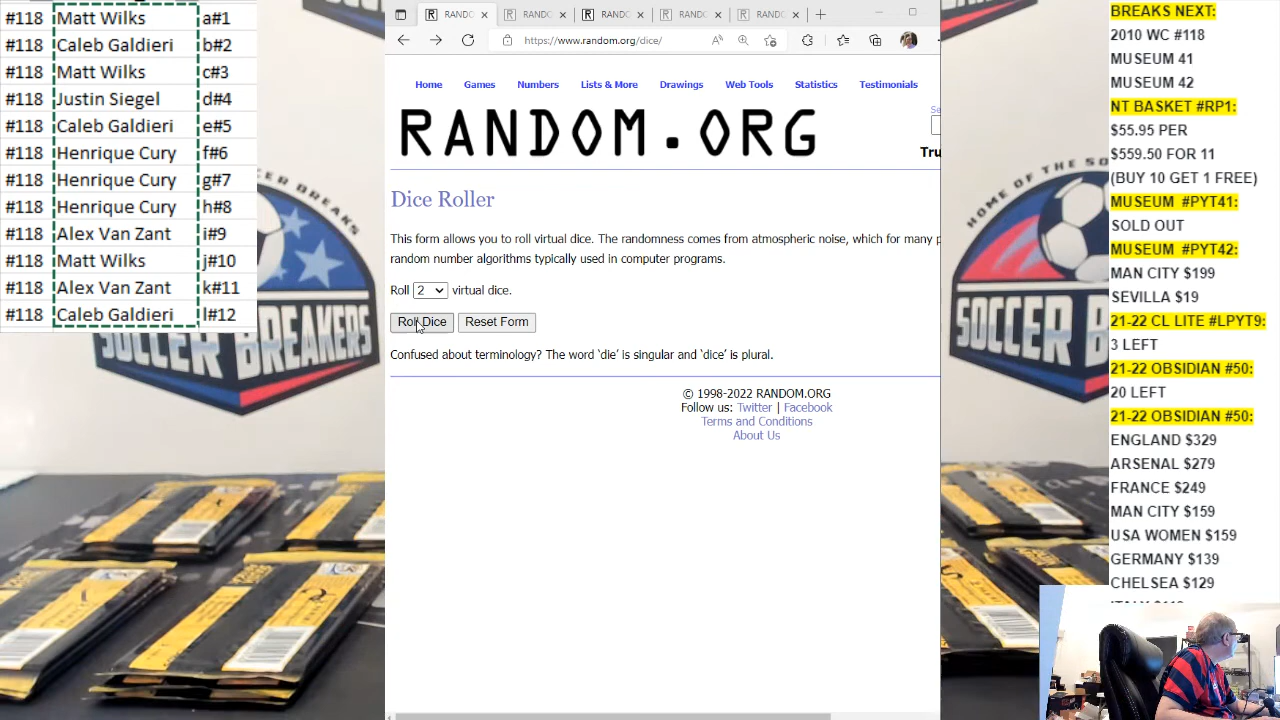 #118 Matt Wilks a#1
#118 Caleb Galdieri b#2
#118 Matt Wilks c#3
#118 Justin Siegel d#4
#118 Caleb Galdieri e#5
#118 Henrique Cury f#6
#118 Henrique Cury g#7
#118 Henrique Cury h#8
#118 Alex Van Zant i#9
#118 Matt Wilks j#10
#118 Alex Van Zant k#11
#118 Caleb Galdieri l#12
SOCCER BREAKERS
RANDO RANDO RANDO RANDO RANDO
https://www.random.org/dice/
Home Games Numbers Lists & More Drawings Web Tools Statistics Testimonials
RANDOM.ORG
Dice Roller
This form allows you to roll virtual dice. The randomness comes from atmospheric noise, which for many
random number algorithms typically used in computer programs.
Roll 2 virtual dice.
Roll Dice Reset Form
Confused about terminology? The word ‘die’ is singular and ‘dice’ is plural.
© 1998-2022 RANDOM.ORG
Follow us: Twitter | Facebook
Terms and Conditions
About Us
HOME OF THE
SOCCER
BREAKS NEXT:
2010 WC #118
MUSEUM 41
MUSEUM 42
NT BASKET #RP1:
$55.95 PER
$559.50 FOR 11
(BUY 10 GET 1 FREE)
MUSEUM #PYT41:
SOLD OUT
MUSEUM #PYT42:
MAN CITY $199
SEVILLA $19
21-22 CL LITE #LPYT9:
3 LEFT
21-22 OBSIDIAN #50:
20 LEFT
21-22 OBSIDIAN #50:
ENGLAND $329
ARSENAL $279
FRANCE $249
MAN CITY $159
USA WOMEN $159
GERMANY $139
CHELSEA $129